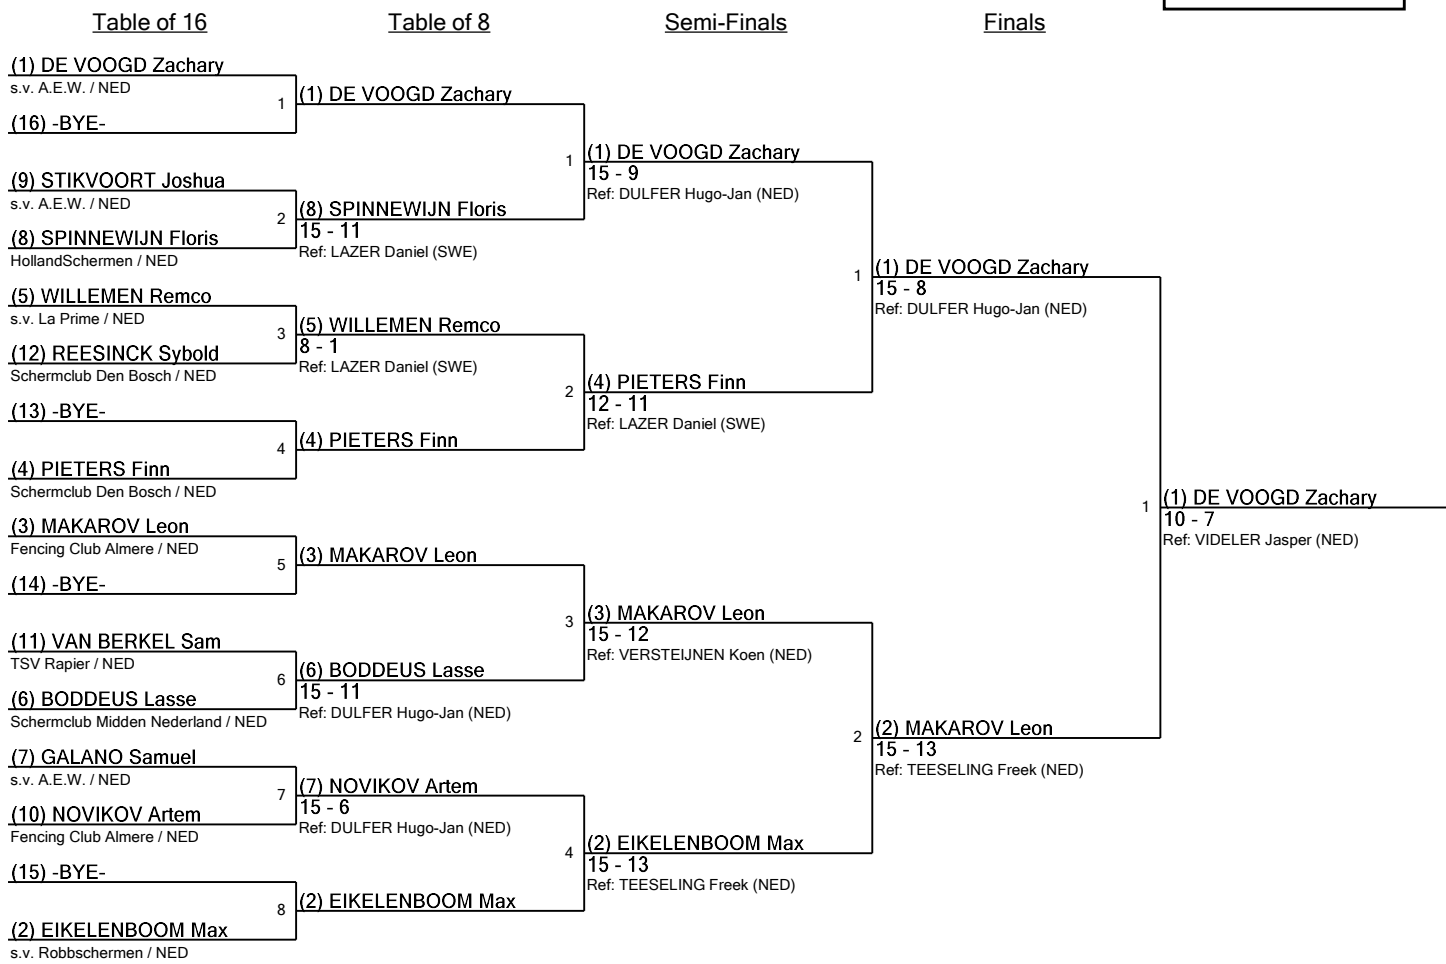 Table of 16
Table of 8
Semi-Finals
Finals
(1) DE VOOGD Zachary
s.v. A.E.W. / NED
1
(16) -BYE-
(9) STIKVOORT Joshua
s.v. A.E.W. / NED
2
(8) SPINNEWIJN Floris
HollandSchermen / NED
(5) WILLEMEN Remco
s.v. La Prime / NED
3
(12) REESINCK Sybold
Schermclub Den Bosch / NED
(13) -BYE-
4
(4) PIETERS Finn
Schermclub Den Bosch / NED
(3) MAKAROV Leon
Fencing Club Almere / NED
5
(14) -BYE-
(11) VAN BERKEL Sam
TSV Rapier / NED
6
(6) BODDEUS Lasse
Schermclub Midden Nederland / NED
(7) GALANO Samuel
s.v. A.E.W. / NED
7
(10) NOVIKOV Artem
Fencing Club Almere / NED
(15) -BYE-
8
(2) EIKELENBOOM Max
s.v. Robbschermen / NED
(1) DE VOOGD Zachary
1
(8) SPINNEWIJN Floris
15 - 11
Ref: LAZER Daniel (SWE)
(5) WILLEMEN Remco
8 - 1
Ref: LAZER Daniel (SWE)
2
(4) PIETERS Finn
(3) MAKAROV Leon
3
(6) BODDEUS Lasse
15 - 11
Ref: DULFER Hugo-Jan (NED)
(7) NOVIKOV Artem
15 - 6
Ref: DULFER Hugo-Jan (NED)
4
(2) EIKELENBOOM Max
(1) DE VOOGD Zachary
15 - 9
Ref: DULFER Hugo-Jan (NED)
1
(4) PIETERS Finn
12 - 11
Ref: LAZER Daniel (SWE)
(3) MAKAROV Leon
15 - 12
Ref: VERSTEIJNEN Koen (NED)
2
(2) EIKELENBOOM Max
15 - 13
Ref: TEESELING Freek (NED)
(1) DE VOOGD Zachary
15 - 8
Ref: DULFER Hugo-Jan (NED)
1
(2) MAKAROV Leon
15 - 13
Ref: TEESELING Freek (NED)
(1) DE VOOGD Zachary
10 - 7
Ref: VIDELER Jasper (NED)